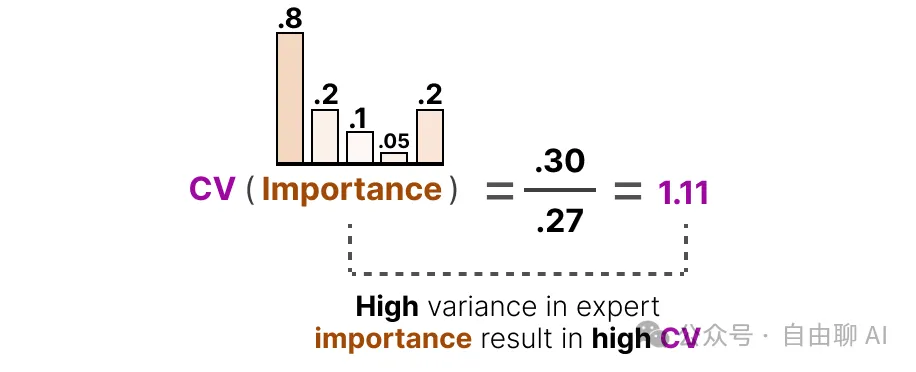 .8
.2
.1
.05
.2
CV ( Importance ) = .30 / .27 = 1.11
High variance in expert
importance result in high CV
公众号 · 自由聊 AI